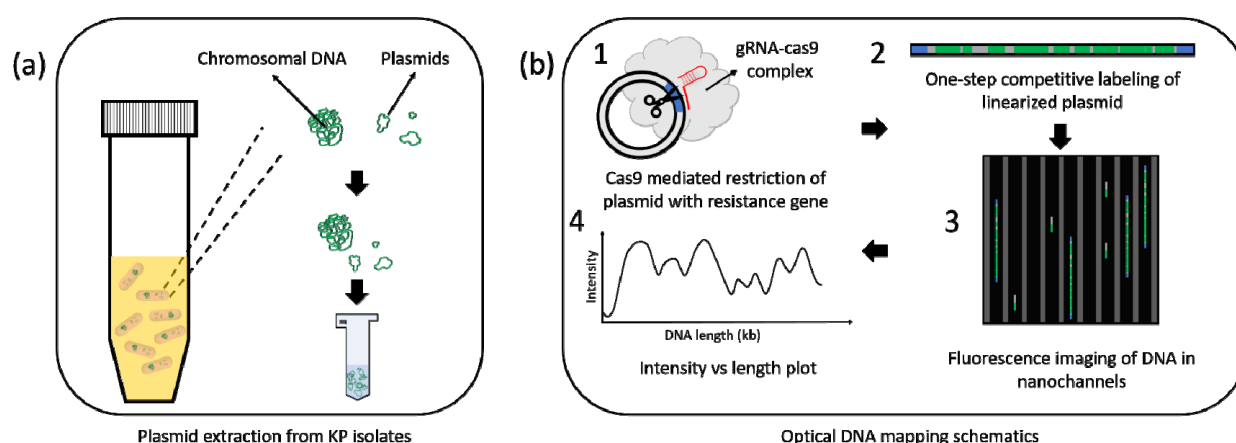 (a)
Chromosomal DNA
Plasmids
Plasmid extraction from KP isolates
(b)
1
gRNA-cas9
complex
Cas9 mediated restriction of
plasmid with resistance gene
2
One-step competitive labeling of
linearized plasmid
3
Fluorescence imaging of DNA in
nanochannels
4
Intensity
DNA length (kb)
Intensity vs length plot
Optical DNA mapping schematics